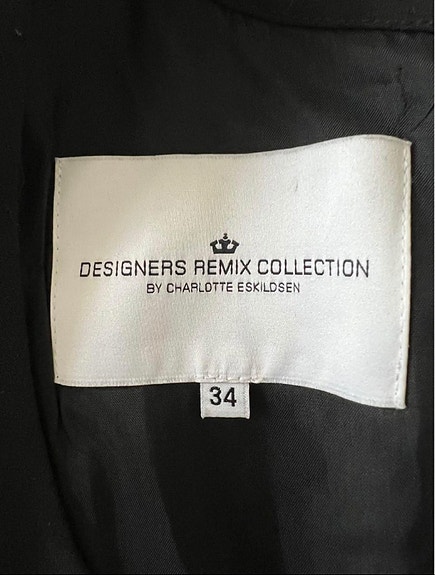 DESIGNERS REMIX COLLECTION
BY CHARLOTTE ESKILDSEN
34